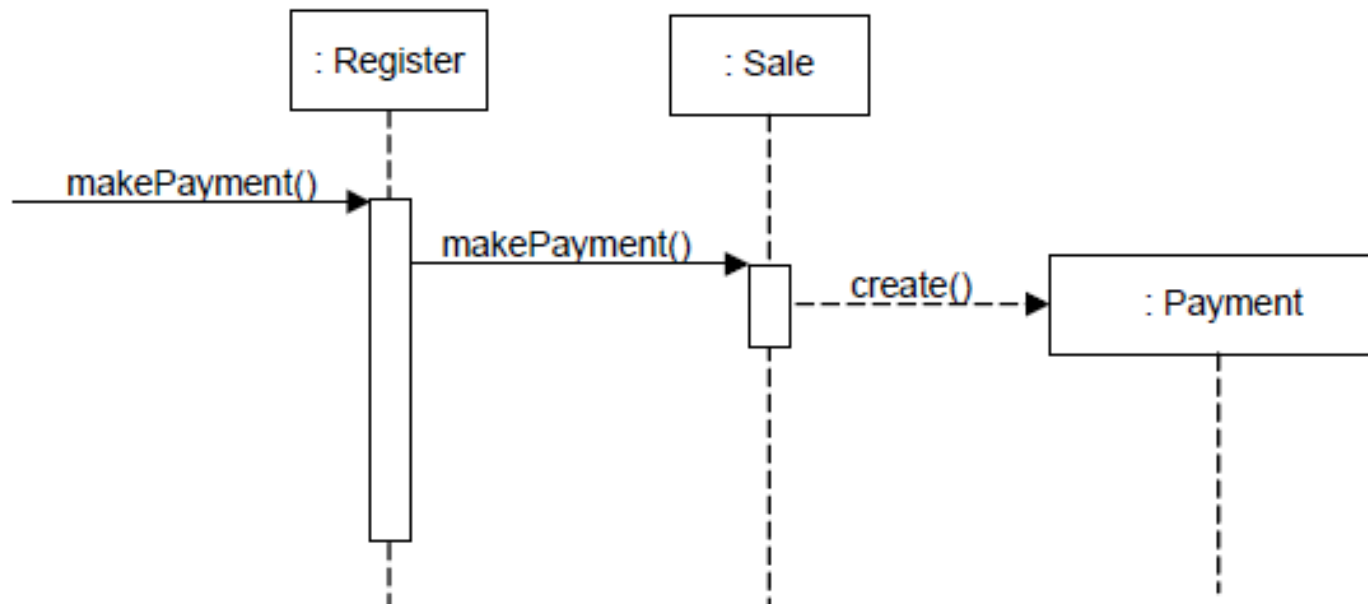 : Register
: Sale
makePayment()
makePayment()
create()
: Payment